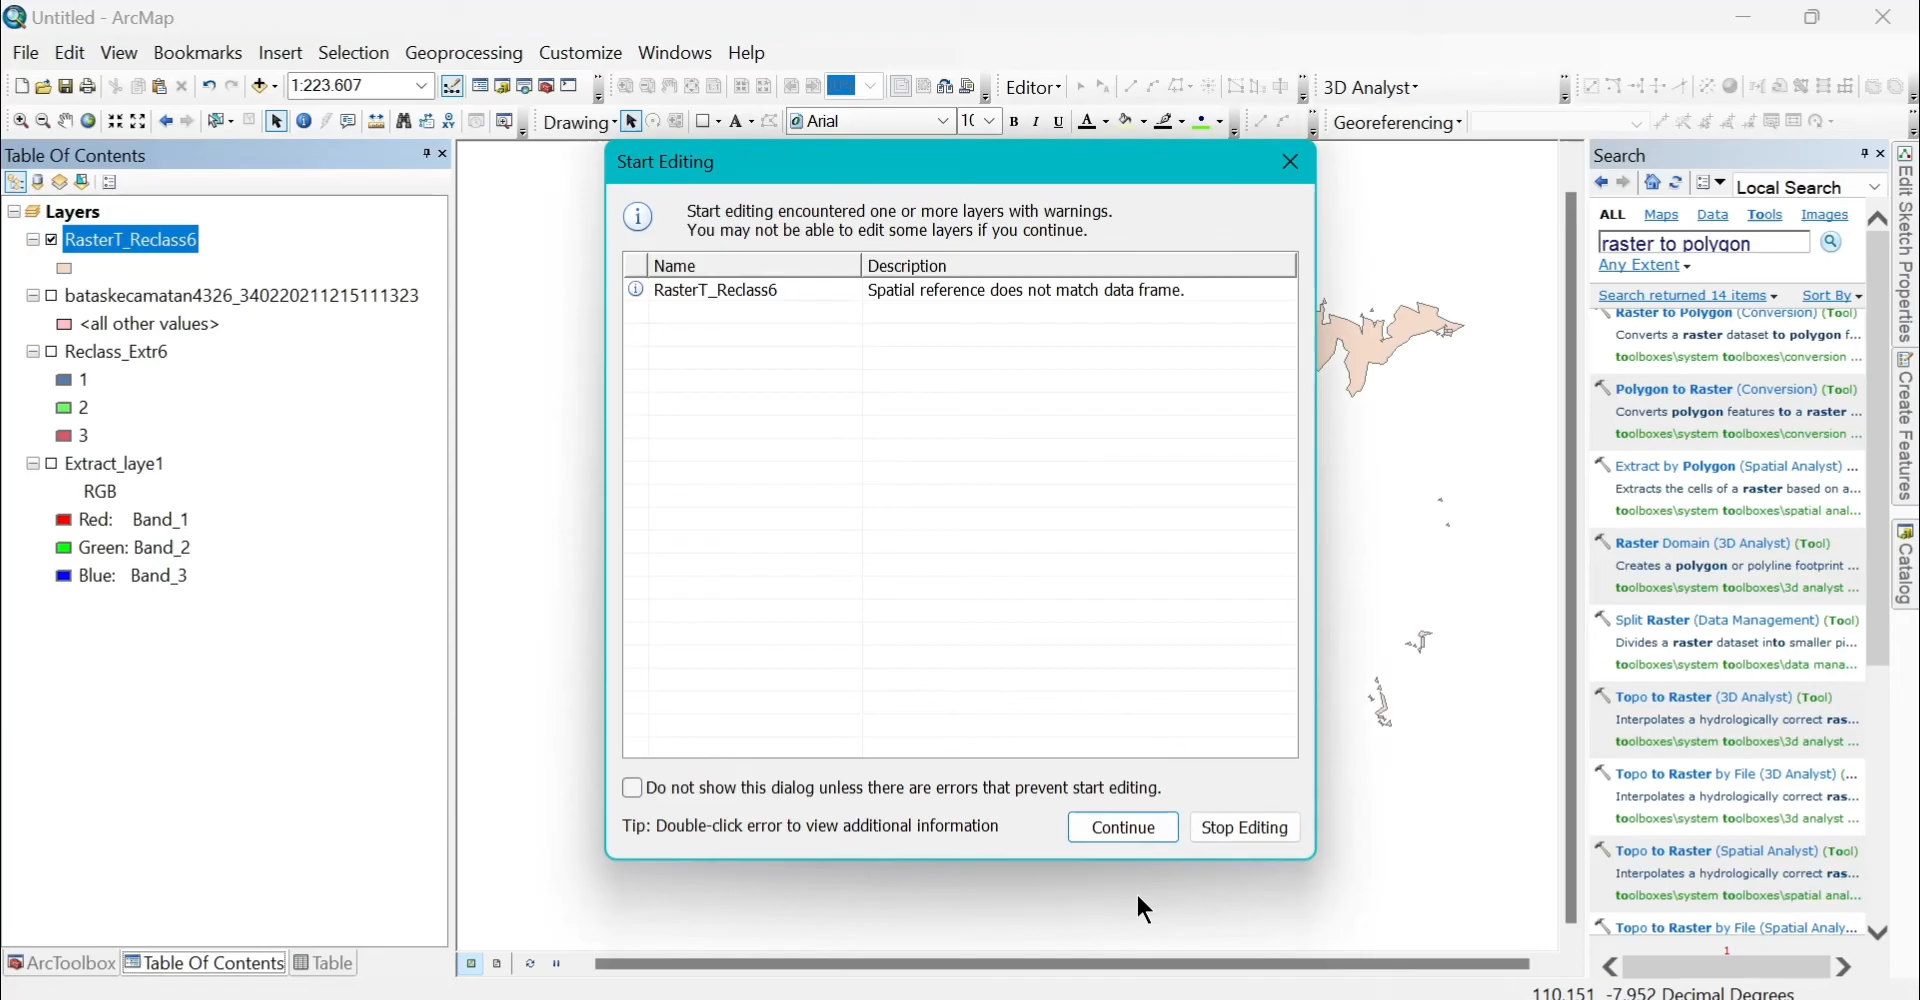 Untitled - ArcMap
File Edit View Bookmarks Insert Selection Geoprocessing Customize Windows Help
1:223.607
Editor
3D Analyst
Drawing
A
Arial
10
B I U
A
Georeferencing
Table Of Contents
Layers
RasterT_Reclass6
bataskecamatan4326_340220211215111323
<all other values>
Reclass_Extr6
1
2
3
Extract_laye1
RGB
Red: Band_1
Green: Band_2
Blue: Band_3
ArcToolbox
Table Of Contents
Table
Start Editing
Start editing encountered one or more layers with warnings.
You may not be able to edit some layers if you continue.
Name Description
RasterT_Reclass6 Spatial reference does not match data frame.
Do not show this dialog unless there are errors that prevent start editing.
Tip: Double-click error to view additional information
Continue
Stop Editing
Search
Local Search
ALL Maps Data Tools Images
raster to polygon
Any Extent
Search returned 14 items
Sort By
Raster to Polygon (Conversion) (Tool)
Converts a raster dataset to polygon f...
toolboxes\system toolboxes\conversion ...
Polygon to Raster (Conversion) (Tool)
Converts polygon features to a raster ...
toolboxes\system toolboxes\conversion ...
Extract by Polygon (Spatial Analyst) ...
Extracts the cells of a raster based on a...
toolboxes\system toolboxes\spatial anal...
Raster Domain (3D Analyst) (Tool)
Creates a polygon or polyline footprint ...
toolboxes\system toolboxes\3d analyst ...
Split Raster (Data Management) (Tool)
Divides a raster dataset into smaller pi...
toolboxes\system toolboxes\data mana...
Topo to Raster (3D Analyst) (Tool)
Interpolates a hydrologically correct ras...
toolboxes\system toolboxes\3d analyst ...
Topo to Raster by File (3D Analyst) (...
Interpolates a hydrologically correct ras...
toolboxes\system toolboxes\3d analyst ...
Topo to Raster (Spatial Analyst) (Tool)
Interpolates a hydrologically correct ras...
toolboxes\system toolboxes\spatial anal...
Topo to Raster by File (Spatial Analy...
1
Edit Sketch Properties
Create Features
Catalog
110,151 -7,952 Decimal Degrees